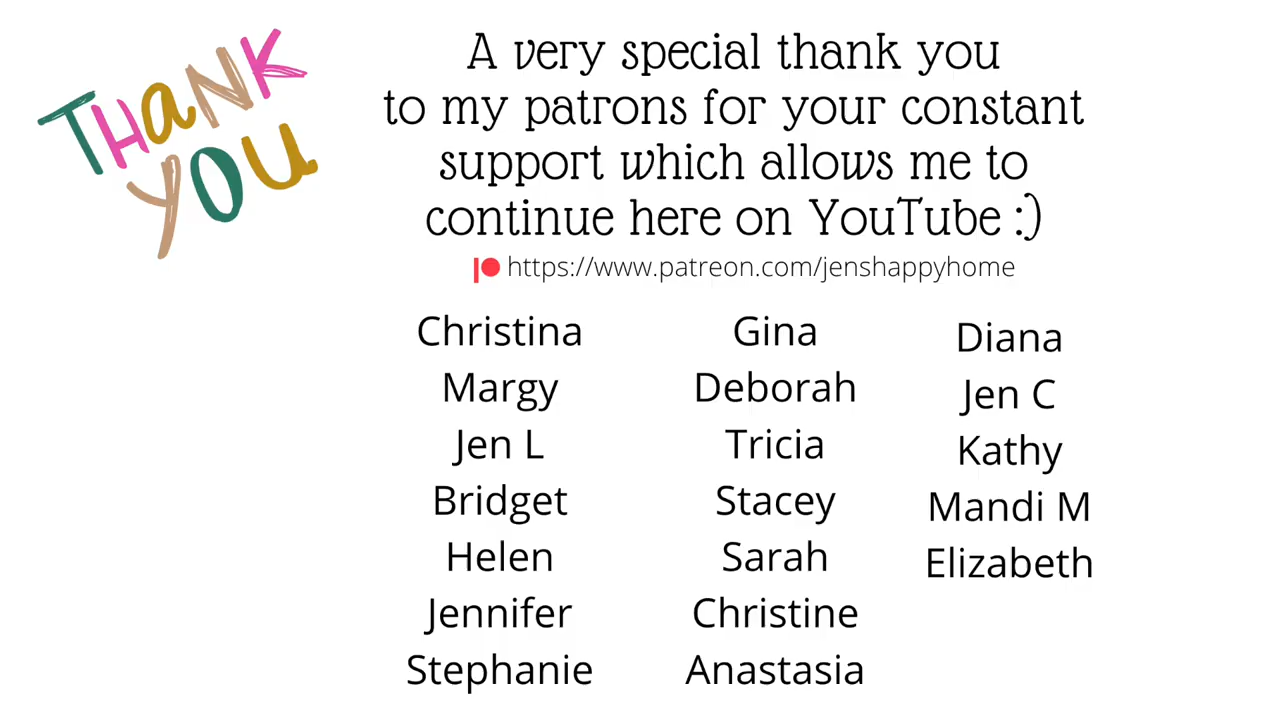 THaNK
YOU
A very special thank you
to my patrons for your constant
support which allows me to
continue here on YouTube :)
https://www.patreon.com/jenshappyhome
Christina
Margy
Jen L
Bridget
Helen
Jennifer
Stephanie
Gina
Deborah
Tricia
Stacey
Sarah
Christine
Anastasia
Diana
Jen C
Kathy
Mandi M
Elizabeth